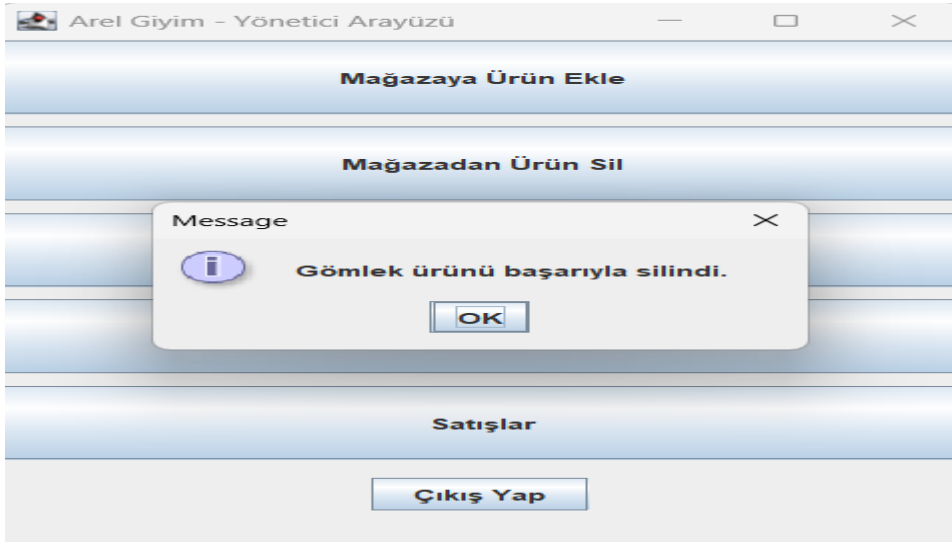 Arel Giyim - Yönetici Arayüzü
Mağazaya Ürün Ekle
Mağazadan Ürün Sil
Message
Gömlek ürünü başarıyla silindi.
OK
Satışlar
Çıkış Yap